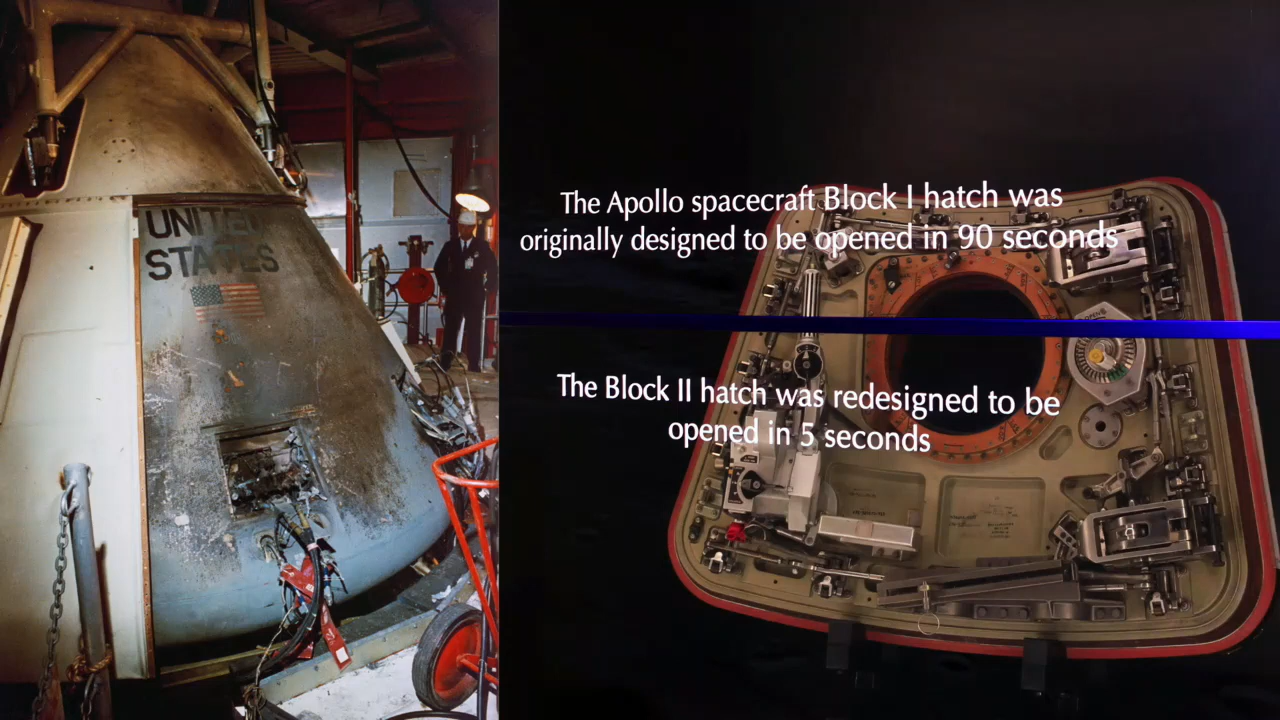 UNITED
STATES
The Apollo spacecraft Block I hatch was
originally designed to be opened in 90 seconds
OPEN
The Block II hatch was redesigned to be
opened in 5 seconds